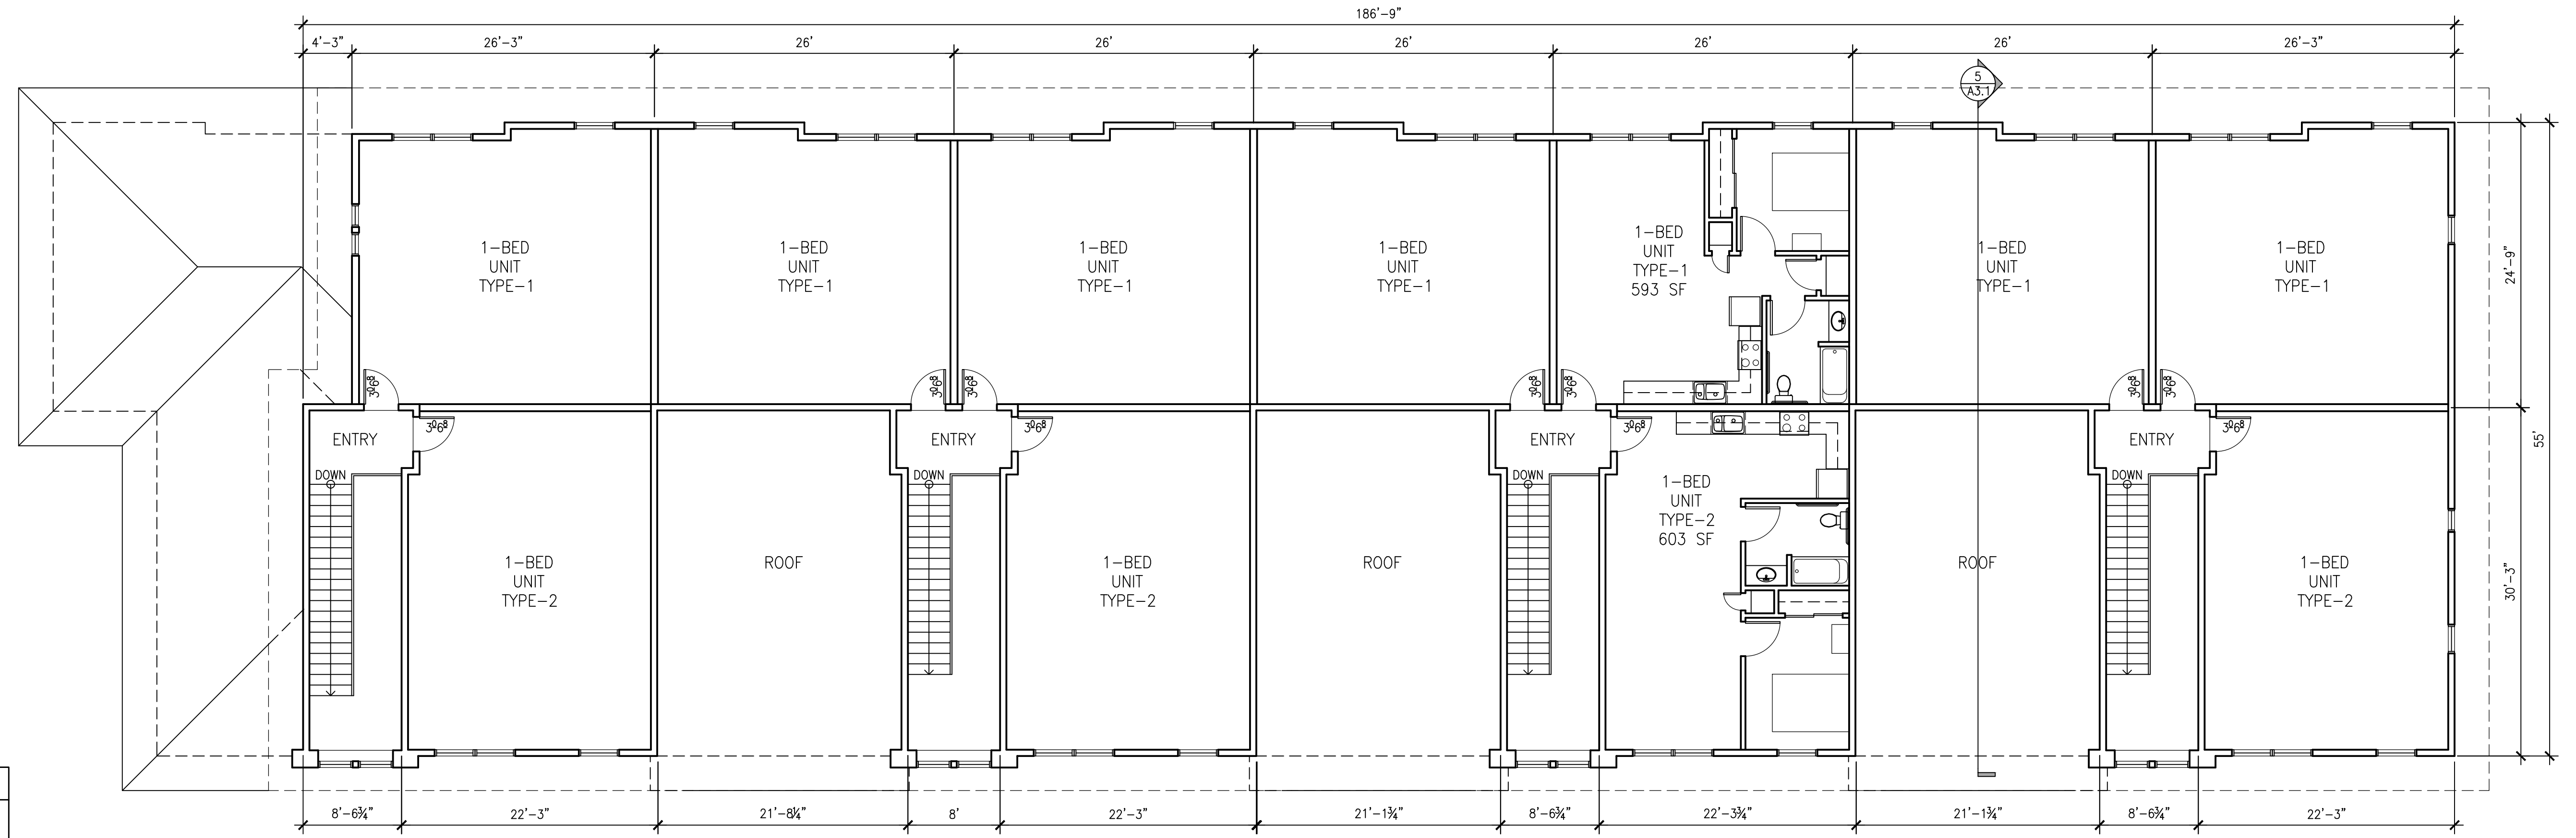 186'-9"
4'-3" 26'-3" 26' 26' 26' 26' 26' 26'-3"
5
A3.1
1-BED
UNIT
TYPE-1
1-BED
UNIT
TYPE-1
1-BED
UNIT
TYPE-1
1-BED
UNIT
TYPE-1
1-BED
UNIT
TYPE-1
593 SF
1-BED
UNIT
TYPE-1
1-BED
UNIT
TYPE-1
24'-9"
55'
30'-3"
3068
3068
3068
3068
3068
3068
3068
ENTRY
3068
ENTRY
3068
ENTRY
3068
ENTRY
3068
DOWN
DOWN
DOWN
DOWN
1-BED
UNIT
TYPE-2
ROOF
1-BED
UNIT
TYPE-2
ROOF
1-BED
UNIT
TYPE-2
603 SF
ROOF
1-BED
UNIT
TYPE-2
8'-6¾" 22'-3" 21'-8¼" 8' 22'-3" 21'-1¾" 8'-6¾" 22'-3¾" 21'-1¾" 8'-6¾" 22'-3"